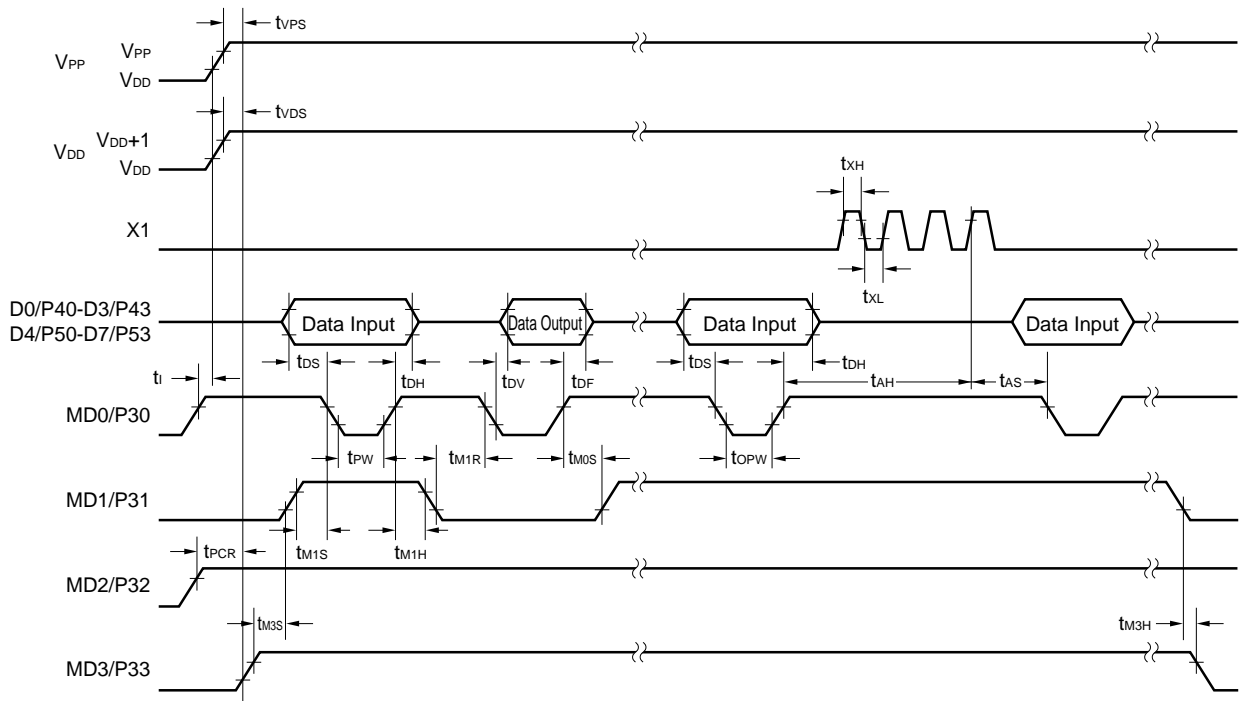 tVPS
VPP
VPP
VDD
tVDS
VDD
VDD+1
VDD
tXH
X1
tXL
D0/P40-D3/P43
D4/P50-D7/P53
Data Input
Data Output
Data Input
Data Input
tDS
tDH
tDV
tDF
tDS
tDH
tI
tAH
tAS
MD0/P30
tPW
tM1R
tM0S
tOPW
MD1/P31
tM1S
tM1H
tPCR
MD2/P32
tM3S
tM3H
MD3/P33